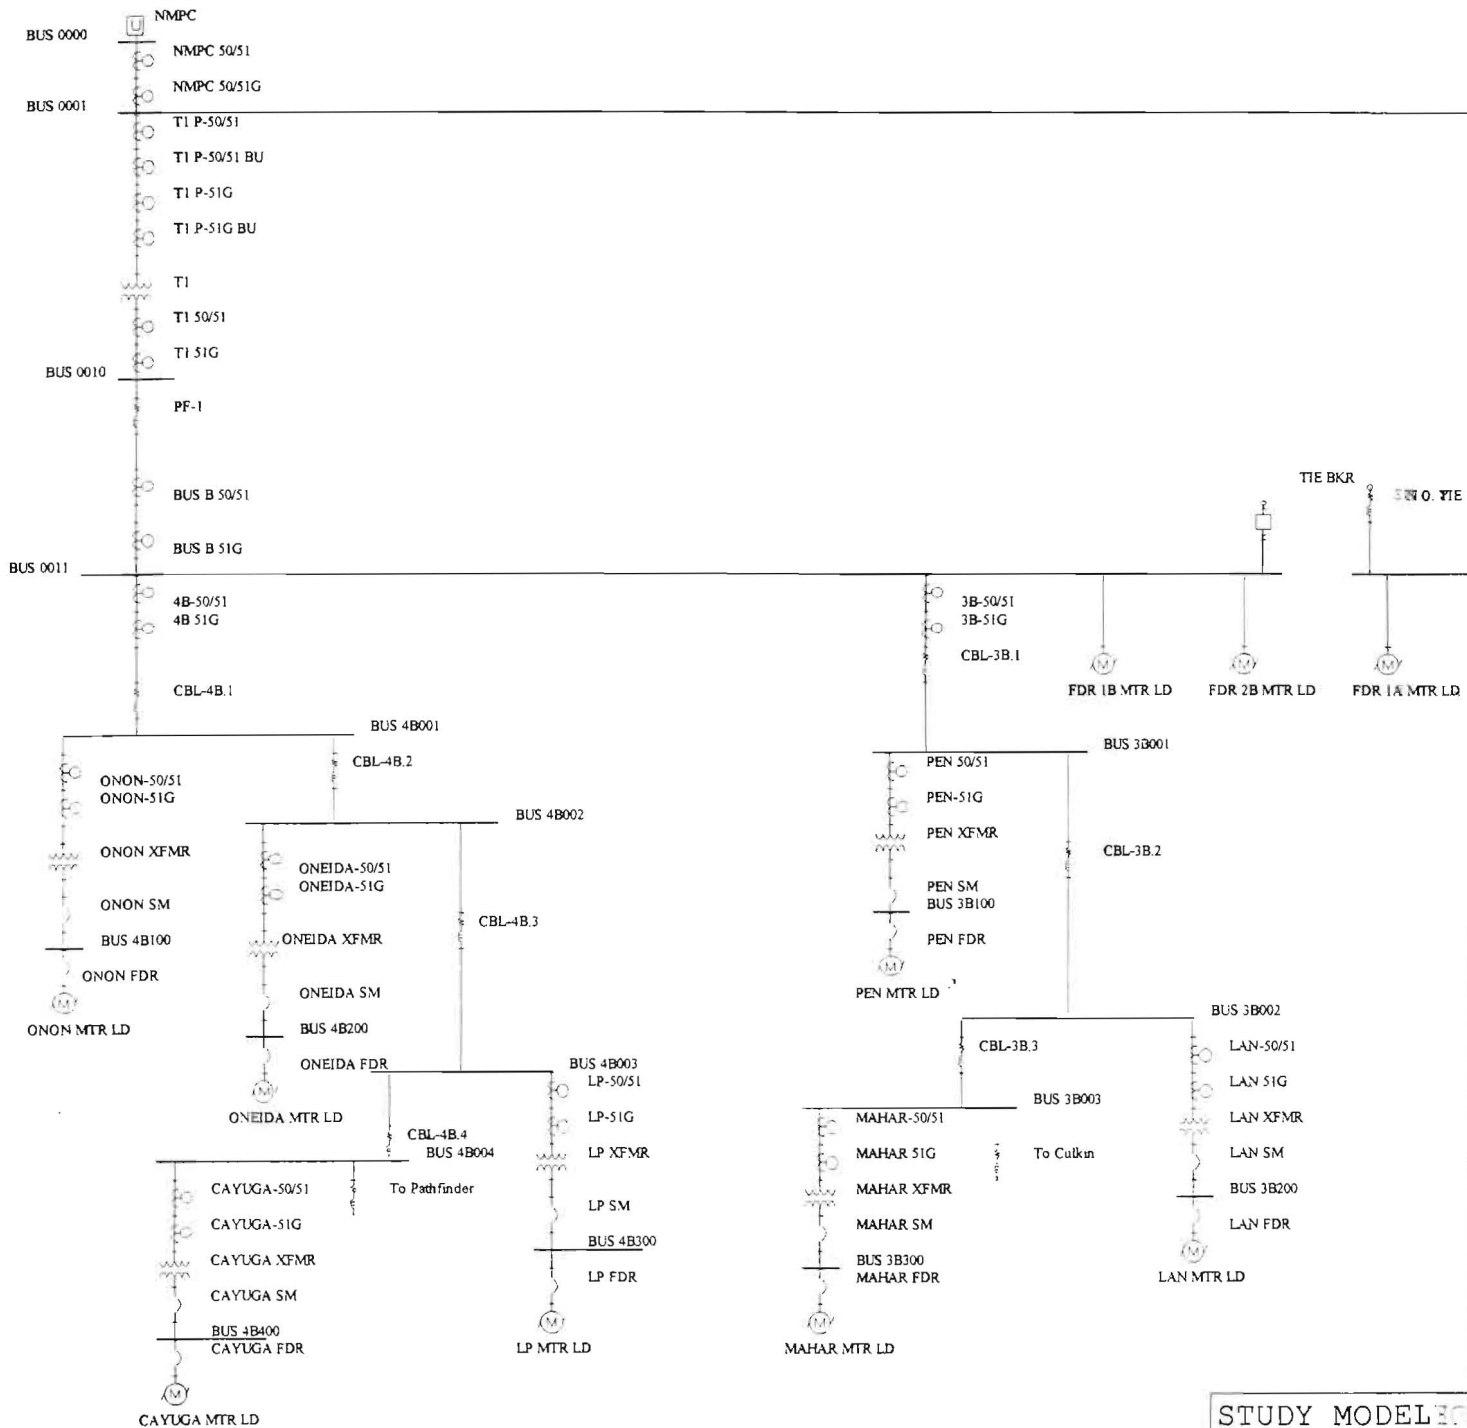 NMPC
BUS 0000
NMPC 50/51
NMPC 50/51G
BUS 0001
T1 P-50/51
T1 P-50/51 BU
T1 P-51G
T1 P-51G BU
T1
T1 50/51
T1 51G
BUS 0010
PF-1
BUS B 50/51
BUS B 51G
TIE BKR
BUS 0011
4B-50/51
4B 51G
CBL-4B.1
3B-50/51
3B-51G
CBL-3B.1
M
FDR 1B MTR LD
M
FDR 2B MTR LD
M
FDR 1A MTR LD
BUS 4B001
ONON-50/51
ONON-51G
ONON XFMR
ONON SM
BUS 4B100
ONON FDR
M
ONON MTR LD
CBL-4B.2
BUS 4B002
ONEIDA-50/51
ONEIDA-51G
ONEIDA XFMR
ONEIDA SM
BUS 4B200
ONEIDA FDR
M
ONEIDA MTR LD
CBL-4B.3
BUS 4B003
LP-50/51
LP-51G
LP XFMR
LP SM
BUS 4B300
LP FDR
M
LP MTR LD
CBL-4B.4
BUS 4B004
To Pathfinder
CAYUGA-50/51
CAYUGA-51G
CAYUGA XFMR
CAYUGA SM
BUS 4B400
CAYUGA FDR
M
CAYUGA MTR LD
BUS 3B001
PEN 50/51
PEN-51G
PEN XFMR
PEN SM
BUS 3B100
PEN FDR
M
PEN MTR LD
CBL-3B.2
BUS 3B002
CBL-3B.3
BUS 3B003
MAHAR-50/51
MAHAR 51G
MAHAR XFMR
MAHAR SM
BUS 3B300
MAHAR FDR
M
MAHAR MTR LD
To Culkin
LAN-50/51
LAN 51G
LAN XFMR
LAN SM
BUS 3B200
LAN FDR
M
LAN MTR LD
STUDY MODEL
U